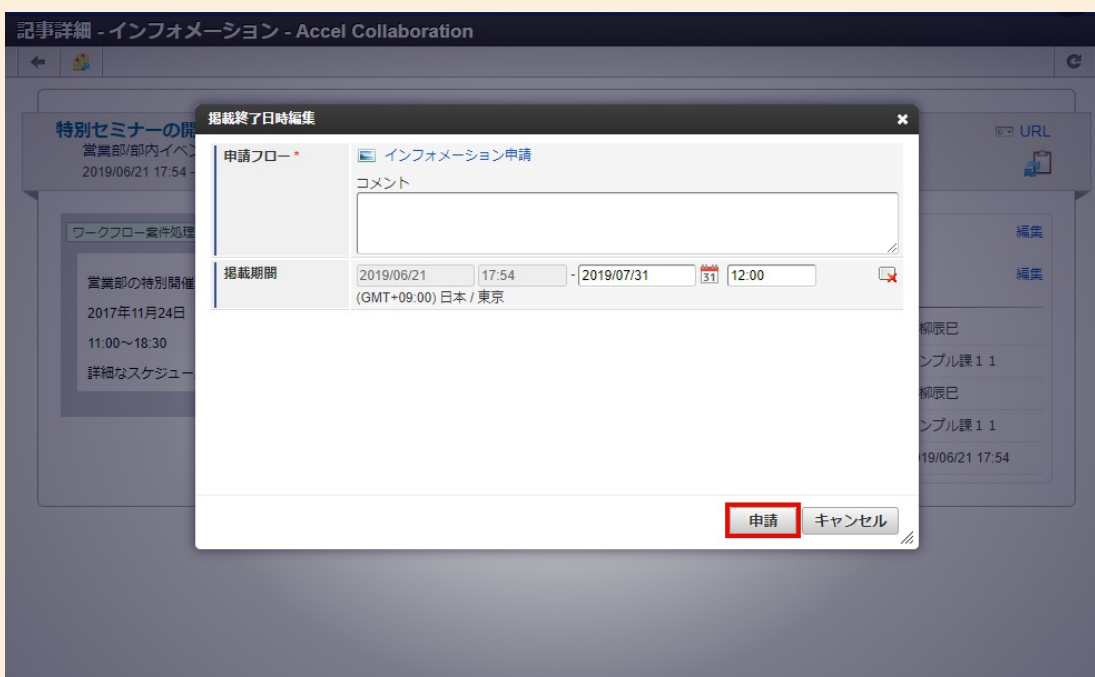 記事詳細 - インフォメーション - Accel Collaboration
特別セミナーの開
営業部/部内イベン
2019/06/21 17:54 -
URL
掲載終了日時編集
申請フロー *
インフォメーション申請
コメント
掲載期間
2019/06/21 17:54 - 2019/07/31 31 12:00
(GMT+09:00) 日本 / 東京
申請 キャンセル
ワークフロー案件処理
営業部の特別開催
2017年11月24日
11:00～18:30
詳細なスケジュー
編集
編集
柳辰巳
ンプル課11
柳辰巳
ンプル課11
19/06/21 17:54